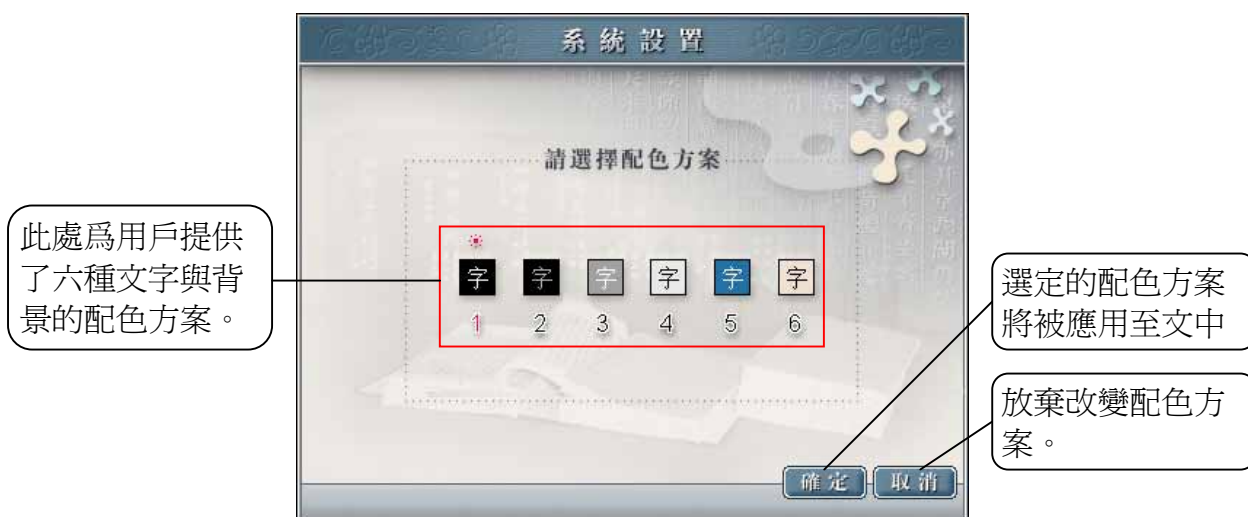 系統設置
請選擇配色方案
此處爲用戶提供
了六種文字與背
景的配色方案。
字 字 字 字 字 字
1 2 3 4 5 6
選定的配色方案
將被應用至文中
放棄改變配色方
案。
確定 取消